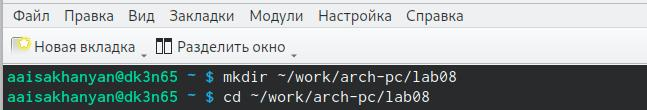 Файл Правка Вид Закладки Модули Настройка Справка
Новая вкладка Разделить окно
aaisakhanyan@dk3n65 ~ $ mkdir ~/work/arch-pc/lab08
aaisakhanyan@dk3n65 ~ $ cd ~/work/arch-pc/lab08